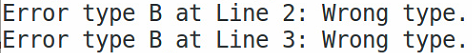 Error type B at Line 2: Wrong type.
Error type B at Line 3: Wrong type.